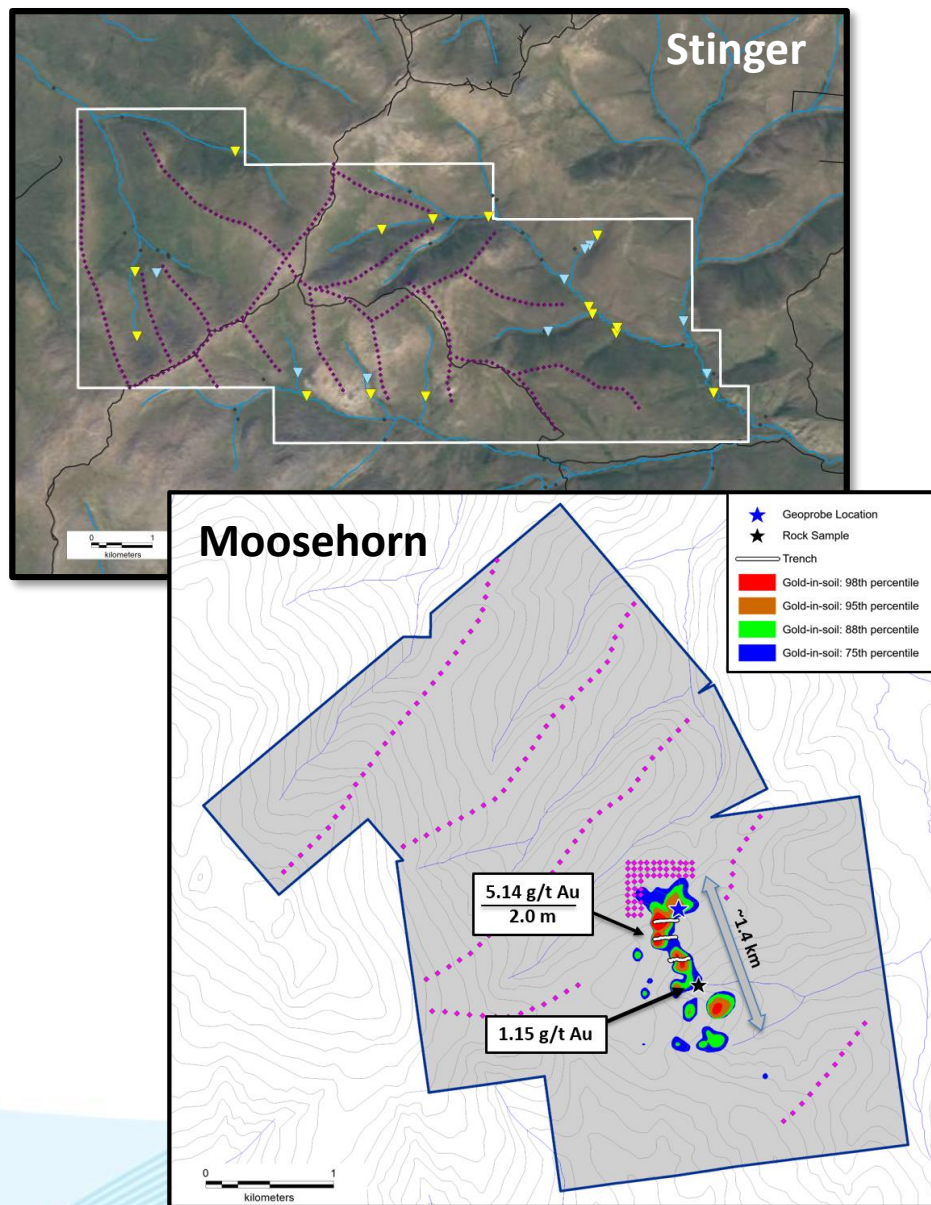 Stinger
0 1
kilometers
Moosehorn
Geoprobe Location
Rock Sample
Trench
Gold-in-soil: 98th percentile
Gold-in-soil: 95th percentile
Gold-in-soil: 88th percentile
Gold-in-soil: 75th percentile
5.14 g/t Au
2.0 m
~1.4 km
1.15 g/t Au
0 1
kilometers